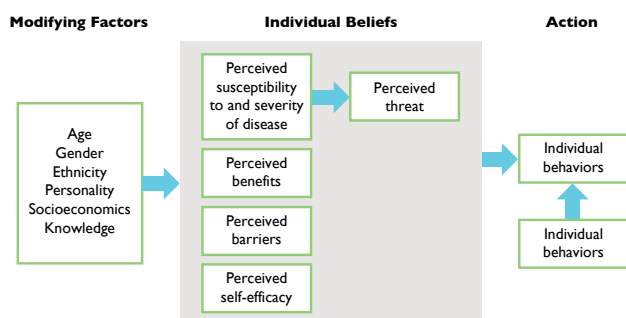 Modifying Factors
Individual Beliefs
Action
Age
Gender
Ethnicity
Personality
Socioeconomics
Knowledge
Perceived
susceptibility
to and severity
of disease
Perceived
threat
Perceived
benefits
Perceived
barriers
Perceived
self-efficacy
Individual
behaviors
Individual
behaviors